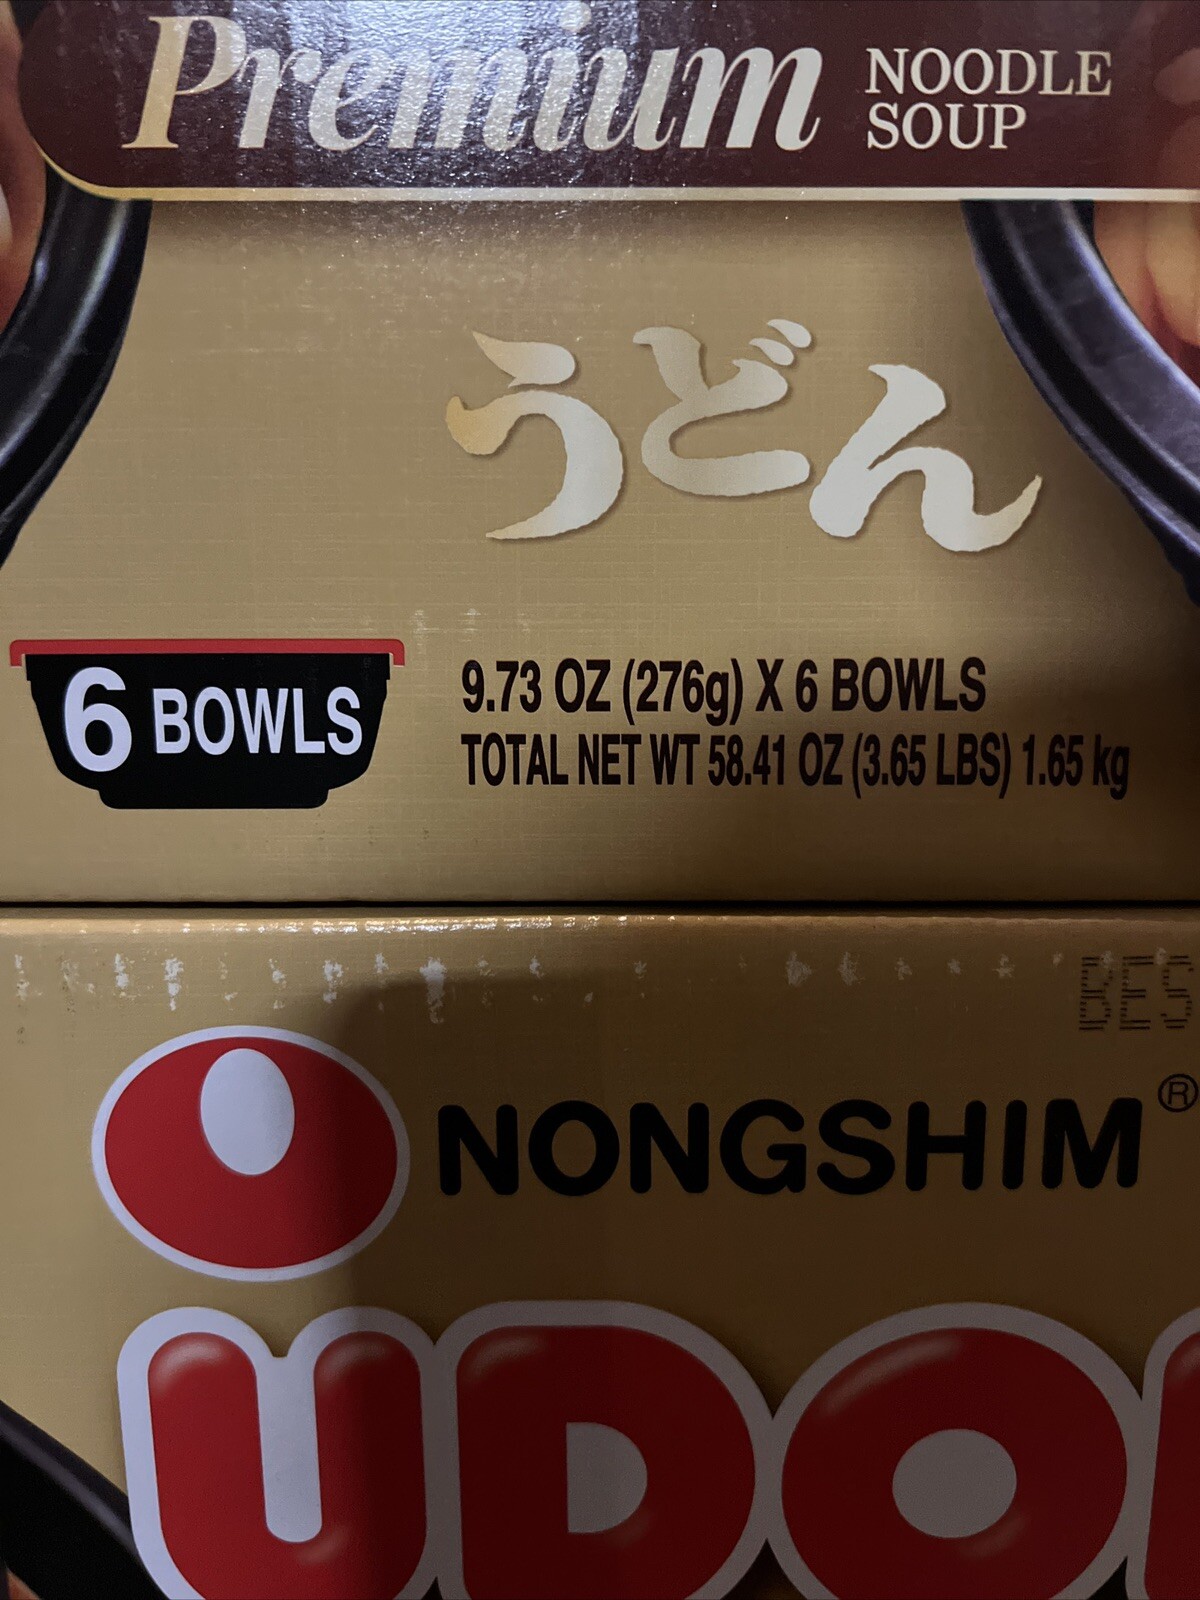 Premium NOODLE
SOUP
うどん
6 BOWLS
9.73 OZ (276g) X 6 BOWLS
TOTAL NET WT 58.41 OZ (3.65 LBS) 1.65 kg
BES
NONGSHIM®
UDO